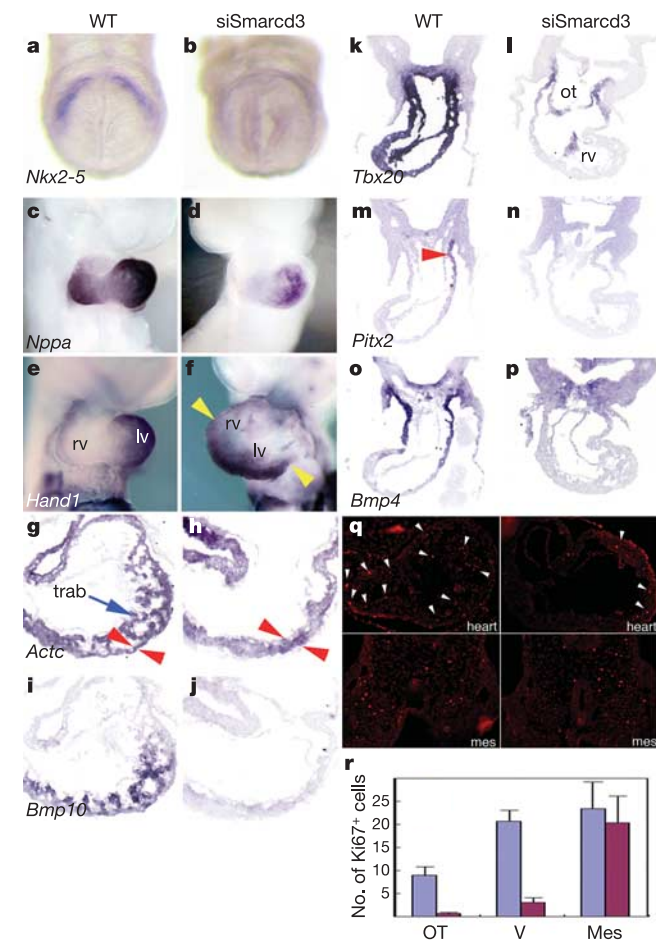 WT siSmarcd3 WT siSmarcd3
a b k l
ot
rv
Nkx2-5 Tbx20
c d m n
Nppa Pitx2
e f o p
rv lv rv lv
Hand1 Bmp4
g h q
trab
Actc heart heart
i j
mes mes
Bmp10
r
No. of Ki67+ cells
25
20
15
10
5
OT V Mes